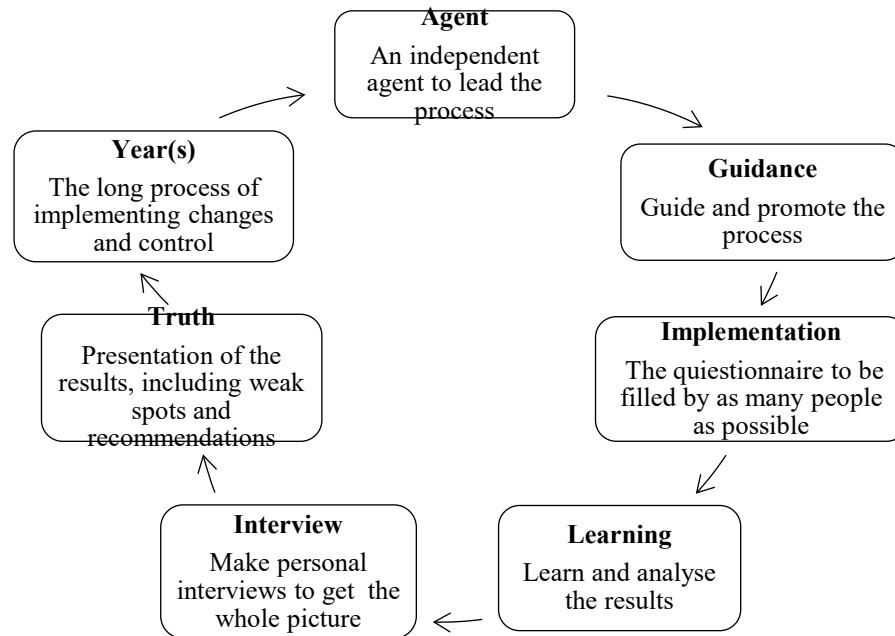 Agent
An independent
agent to lead the
process
Guidance
Guide and promote the
process
Implementation
The quiestionnaire to be
filled by as many people
as possible
Learning
Learn and analyse
the results
Interview
Make personal
interviews to get the
whole picture
Truth
Presentation of the
results, including weak
spots and
recommendations
Year(s)
The long process of
implementing changes
and control